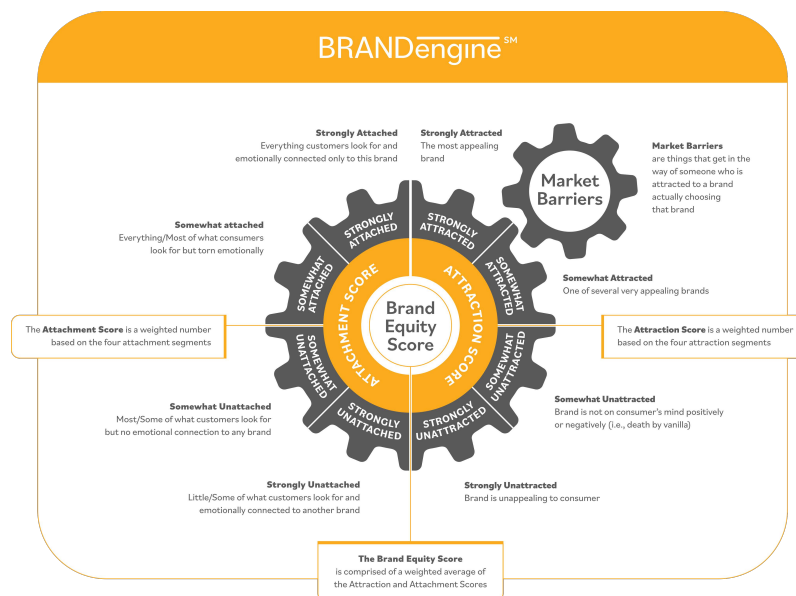 BRANDengine℠
Strongly Attached
Everything customers look for and
emotionally connected only to this brand
Strongly Attracted
The most appealing
brand
Market
Barriers
Market Barriers
are things that get in the
way of someone who is
attracted to a brand
actually choosing
that brand
Somewhat attached
Everything/Most of what consumers
look for but torn emotionally
Somewhat Attracted
One of several very appealing brands
STRONGLY
ATTACHED
STRONGLY
ATTRACTED
SOMEWHAT
ATTACHED
SOMEWHAT
ATTRACTED
ATTACHMENT SCORE
ATTRACTION SCORE
Brand
Equity
Score
The Attachment Score is a weighted number
based on the four attachment segments
The Attraction Score is a weighted number
based on the four attraction segments
SOMEWHAT
UNATTACHED
SOMEWHAT
UNATTRACTED
STRONGLY
UNATTACHED
STRONGLY
UNATTRACTED
Somewhat Unattached
Most/Some of what customers look for
but no emotional connection to any brand
Somewhat Unattracted
Brand is not on consumer's mind positively
or negatively (i.e., death by vanilla)
Strongly Unattached
Little/Some of what customers look for and
emotionally connected to another brand
Strongly Unattracted
Brand is unappealing to consumer
The Brand Equity Score
is comprised of a weighted average of
the Attraction and Attachment Scores